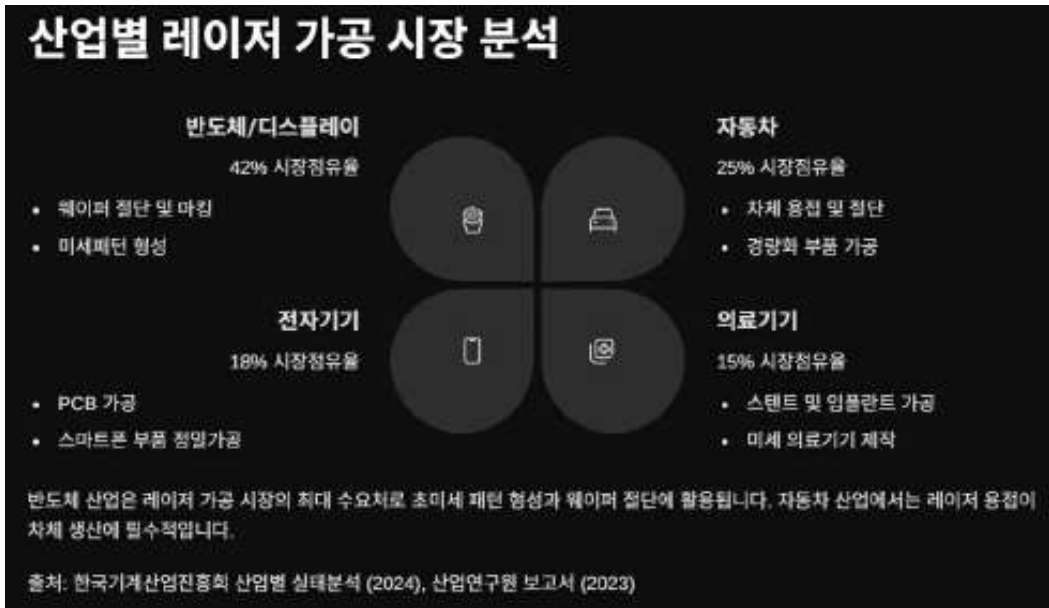 산업별 레이저 가공 시장 분석
반도체/디스플레이
42% 시장점유율
• 웨이퍼 절단 및 마킹
• 미세패턴 형성
자동차
25% 시장점유율
• 차체 용접 및 절단
• 경량화 부품 가공
전자기기
18% 시장점유율
• PCB 가공
• 스마트폰 부품 정밀가공
의료기기
15% 시장점유율
• 스텐트 및 임플란트 가공
• 미세 의료기기 제작
반도체 산업은 레이저 가공 시장의 최대 수요처로 초미세 패턴 형성과 웨이퍼 절단에 활용됩니다. 자동차 산업에서는 레이저 용접이
차체 생산에 필수적입니다.
출처: 한국기계산업진흥회 산업별 실태분석 (2024), 산업연구원 보고서 (2023)